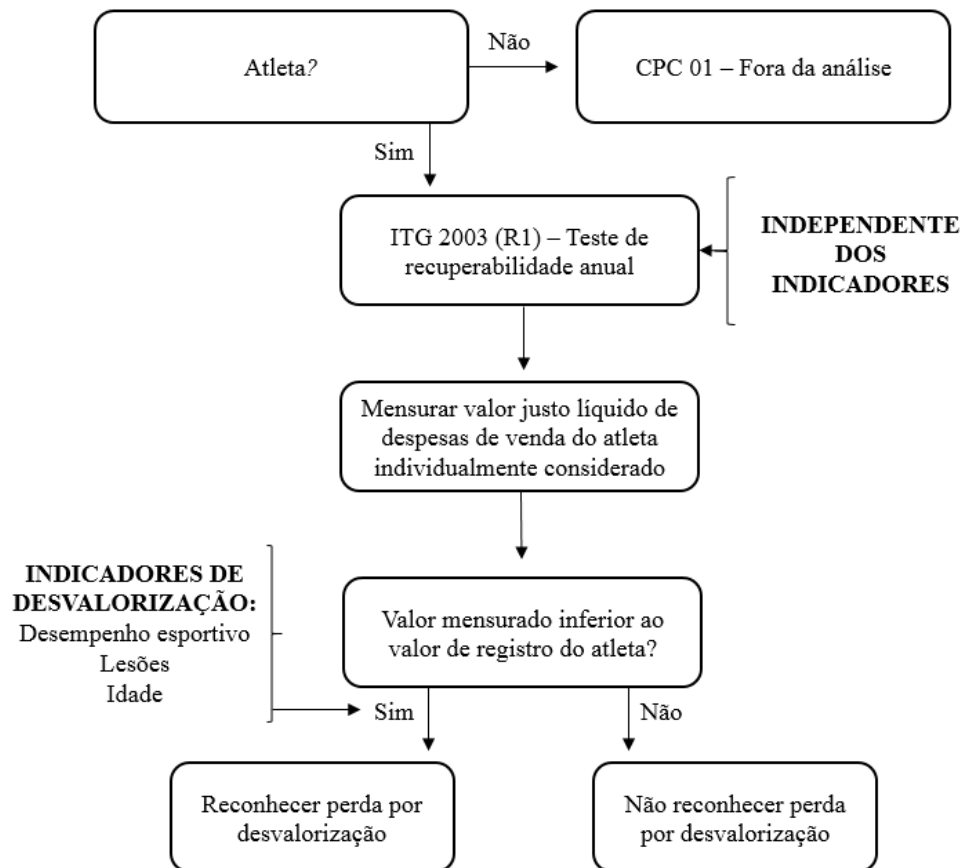 Atleta?
Não
CPC 01 – Fora da análise
Sim
ITG 2003 (R1) – Teste de
recuperabilidade anual
INDEPENDENTE
DOS
INDICADORES
Mensurar valor justo líquido de
despesas de venda do atleta
individualmente considerado
INDICADORES DE
DESVALORIZAÇÃO:
Desempenho esportivo
Lesões
Idade
Valor mensurado inferior ao
valor de registro do atleta?
Sim
Não
Reconhecer perda por
desvalorização
Não reconhecer perda
por desvalorização